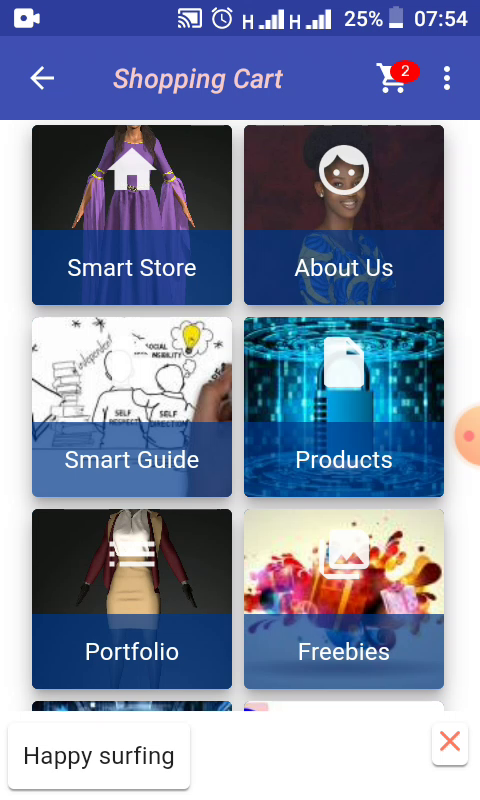 H H 25% 07:54
Shopping Cart 2
Smart Store
About Us
independent
SOCIAL
SELF
SELF
Smart Guide
Products
Portfolio
Freebies
Happy surfing